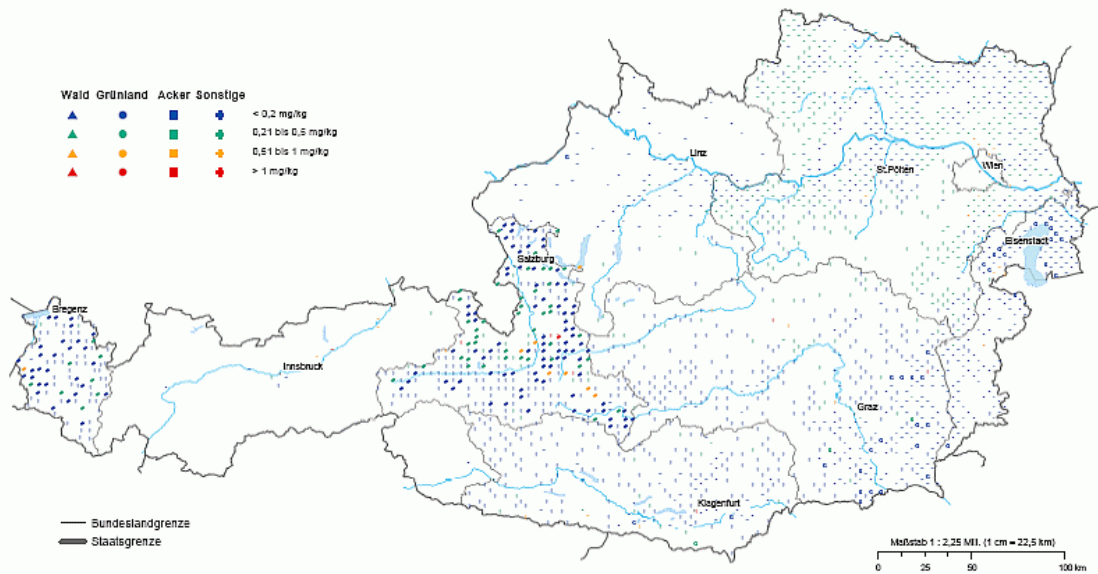 Wald Grünland Acker Sonstige
< 0,2 mg/kg
0,21 bis 0,5 mg/kg
0,51 bis 1 mg/kg
> 1 mg/kg
Linz
St.Pölten
Wien
Eisenstadt
Salzburg
Bregenz
Innsbruck
Graz
Klagenfurt
Bundeslandgrenze
Staatsgrenze
Maßstab 1 : 2,25 Mill. (1 cm = 22,5 km)
0 25 50 100 km